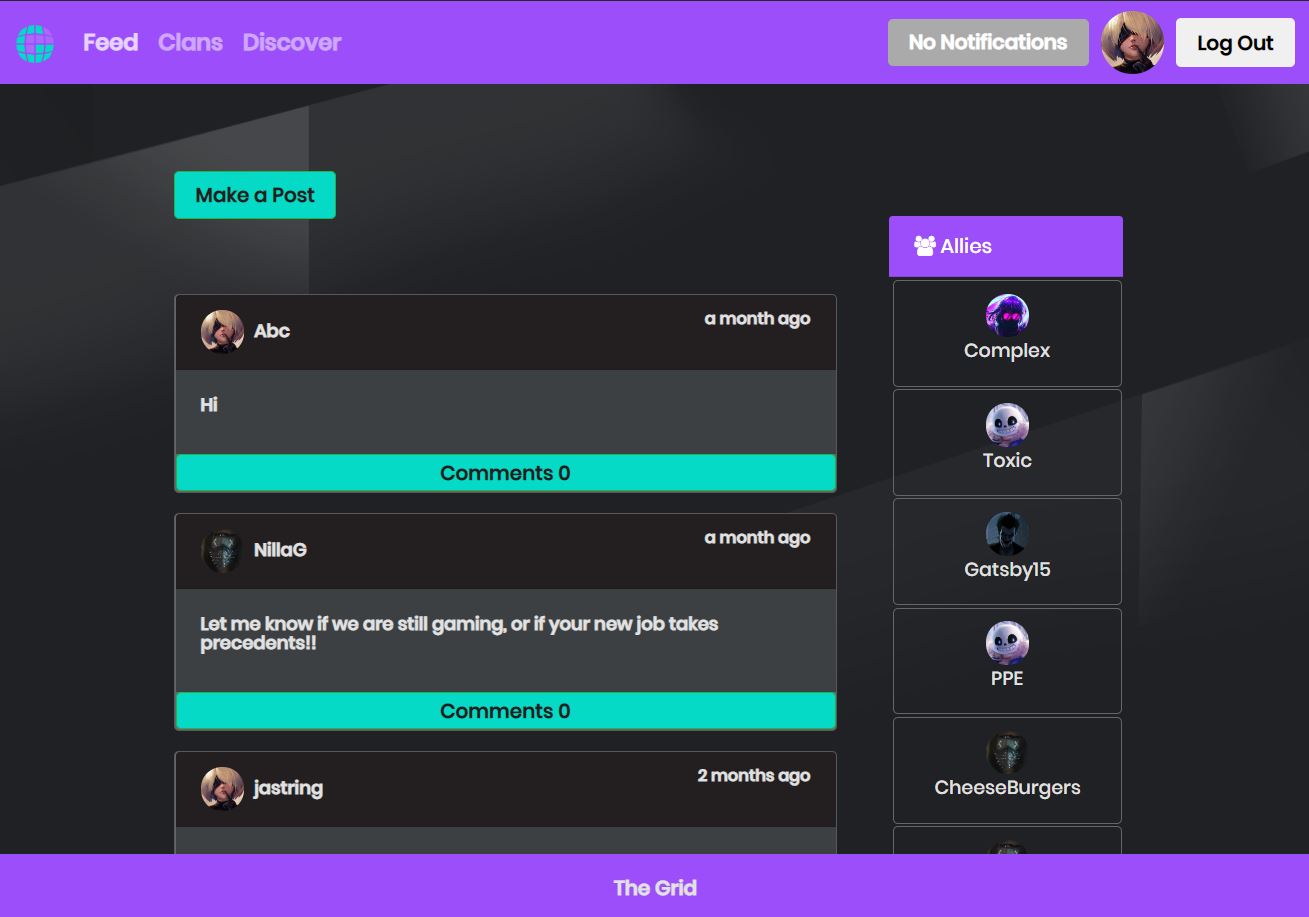 Feed Clans Discover No Notifications Log Out
Make a Post
Allies
Abc a month ago
Hi
Comments 0
NillaG a month ago
Let me know if we are still gaming, or if your new job takes
precedents!!
Comments 0
jastring 2 months ago
Complex
Toxic
Gatsby15
PPE
CheeseBurgers
The Grid